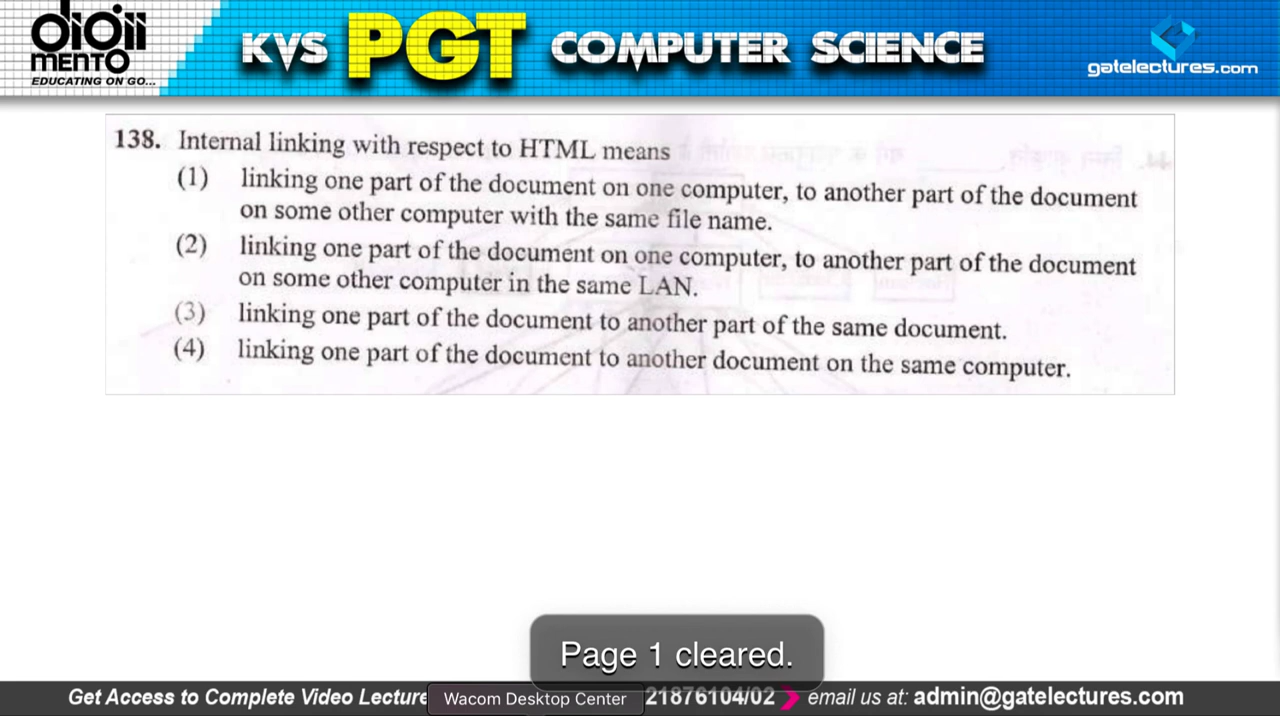 digii
mento
EDUCATING ON GO...
KVS PGT COMPUTER SCIENCE
gatelectures.com
138. Internal linking with respect to HTML means
(1) linking one part of the document on one computer, to another part of the document
on some other computer with the same file name.
(2) linking one part of the document on one computer, to another part of the document
on some other computer in the same LAN.
(3) linking one part of the document to another part of the same document.
(4) linking one part of the document to another document on the same computer.
Page 1 cleared.
Get Access to Complete Video Lecture Wacom Desktop Center 21876104/02 email us at: admin@gatelectures.com